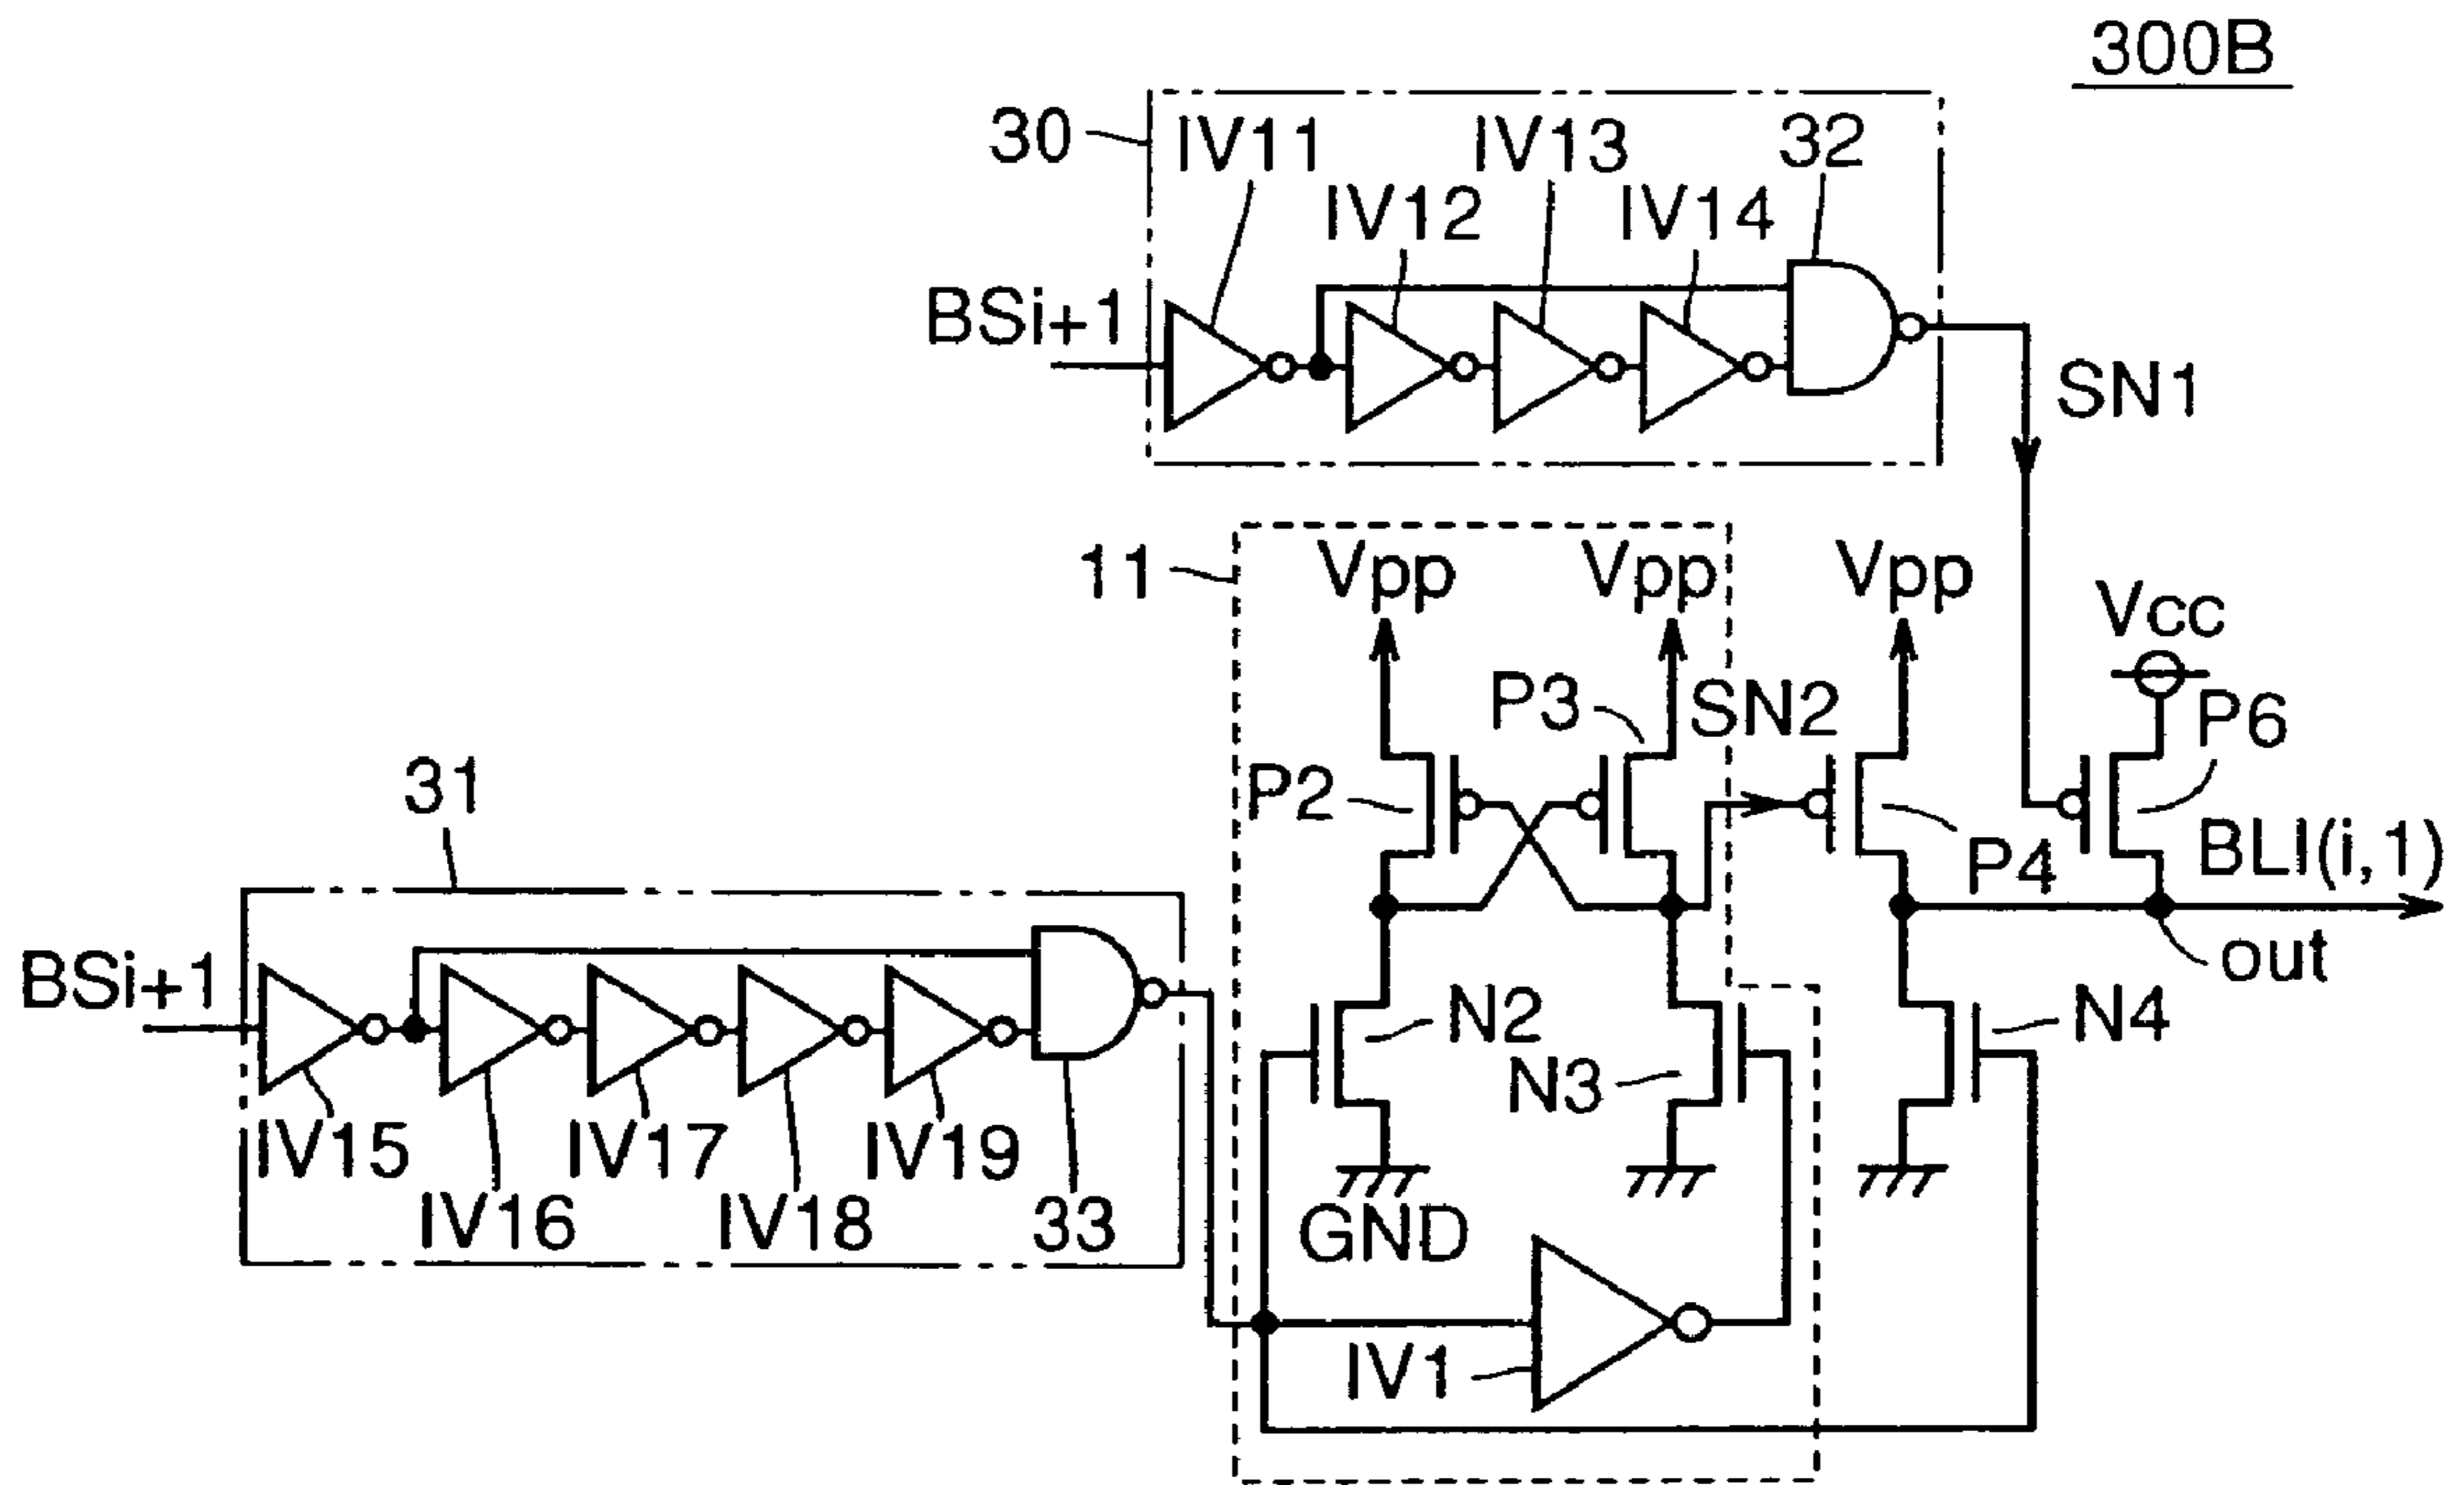 300B
30
IV11
IV13
32
IV12
IV14
BSi+1
SN1
11
Vpp
Vpp
Vpp
Vcc
P3
SN2
P6
31
P2
P4
BLI(i,1)
BSi+1
out
N2
N4
N3
IV15
IV17
IV19
IV16
IV18
33
GND
IV1